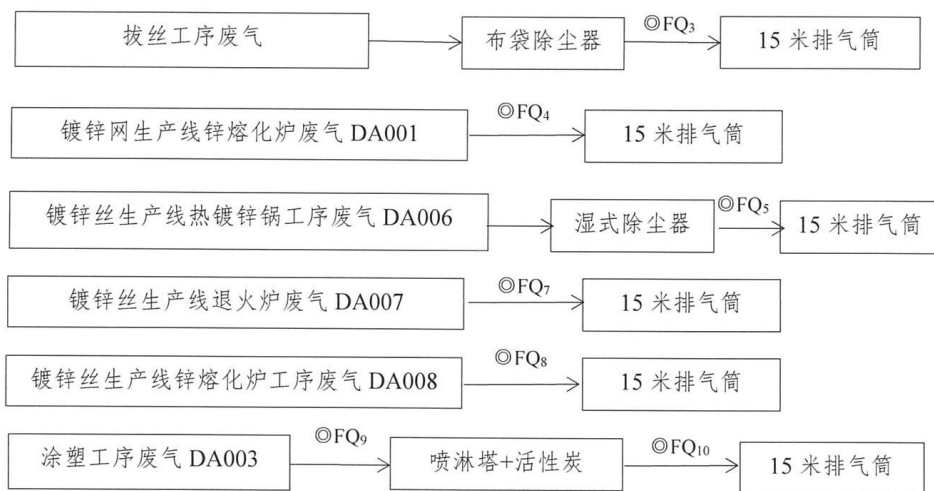 拔丝工序废气 布袋除尘器 ◎FQ₃ 15 米排气筒
镀锌网生产线锌熔化炉废气 DA001 ◎FQ₄ 15 米排气筒
镀锌丝生产线热镀锌锅工序废气 DA006 湿式除尘器 ◎FQ₅ 15 米排气筒
镀锌丝生产线退火炉废气 DA007 ◎FQ₇ 15 米排气筒
镀锌丝生产线锌熔化炉工序废气 DA008 ◎FQ₈ 15 米排气筒
涂塑工序废气 DA003 ◎FQ₉ 喷淋塔+活性炭 ◎FQ₁₀ 15 米排气筒